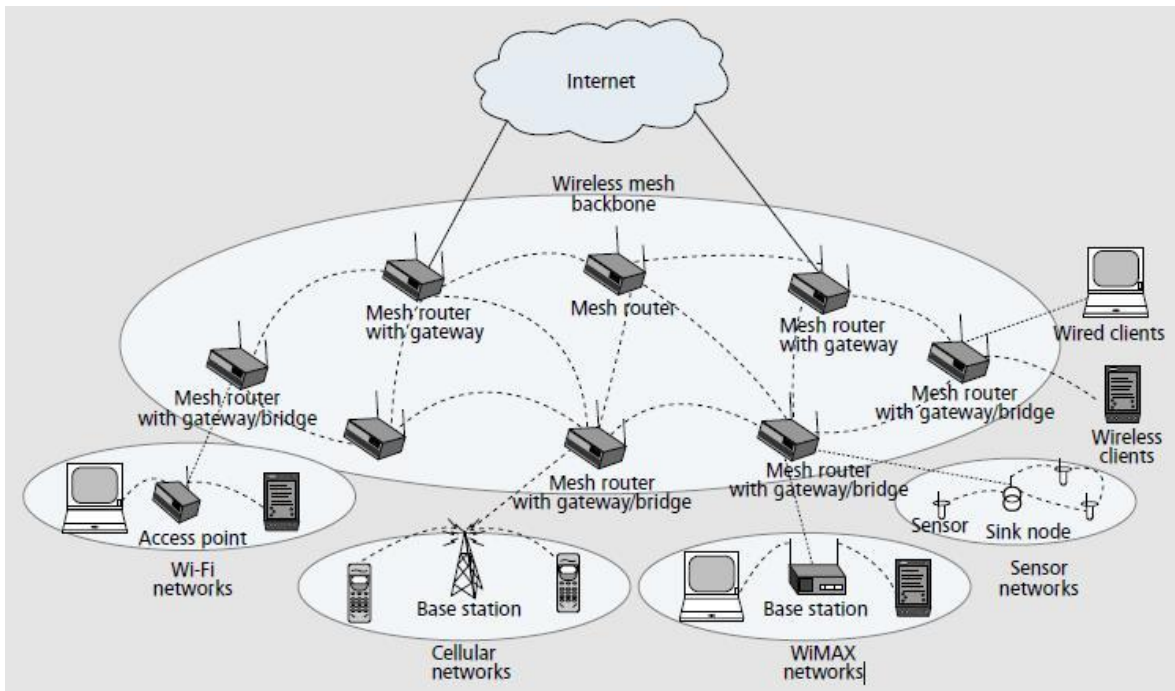 Internet
Wireless mesh
backbone
Mesh router
with gateway
Mesh router
Mesh router
with gateway
Wired clients
Mesh router
with gateway/bridge
Mesh router
with gateway/bridge
Wireless
clients
Mesh router
with gateway/bridge
Mesh router
with gateway/bridge
Access point
Wi-Fi
networks
Sensor
Sink node
Sensor
networks
Base station
Cellular
networks
Base station
WiMAX
networks